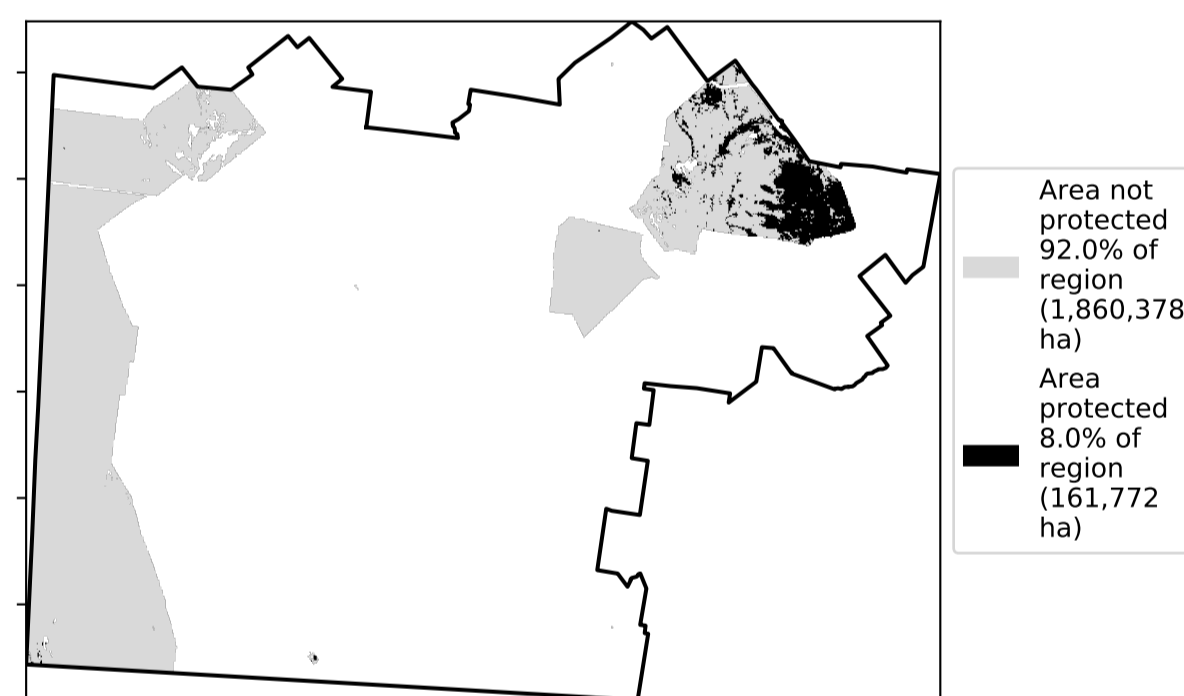 Area not
protected
92.0% of
region
(1,860,378
ha)
Area
protected
8.0% of
region
(161,772
ha)